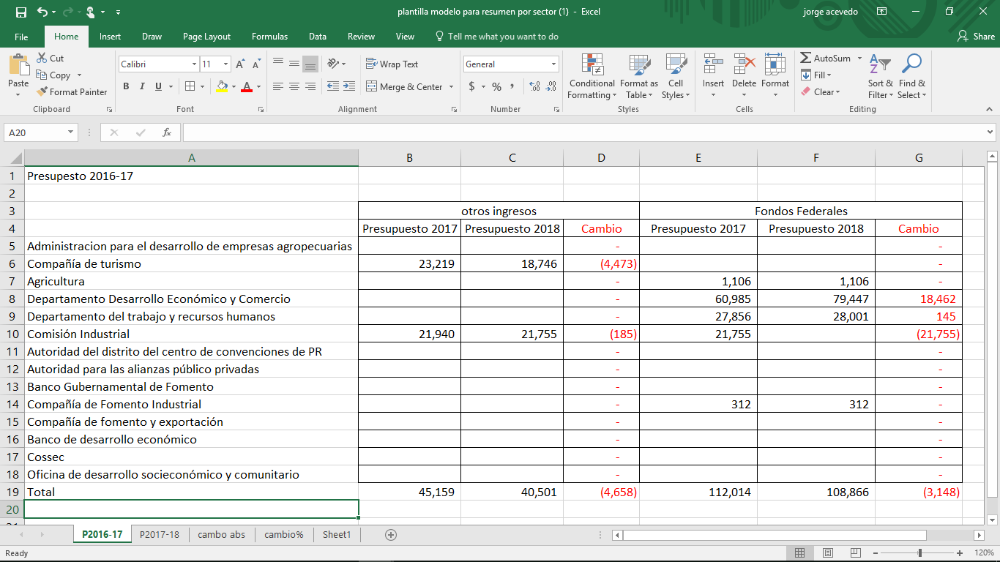 plantilla modelo para resumen por sector (1) - Excel
jorge acevedo
File Home Insert Draw Page Layout Formulas Data Review View Tell me what you want to do Share
Paste
Cut
Copy
Format Painter
Clipboard
Calibri 11
B I U
Font
Wrap Text
Merge & Center
Alignment
General
$ % ,
Number
Conditional Formatting
Format as Table
Cell Styles
Styles
Insert Delete Format
Cells
AutoSum
Fill
Clear
Sort & Filter
Find & Select
Editing
A20 fx
A B C D E F G
1 Presupesto 2016-17
2
3 otros ingresos Fondos Federales
4 Presupuesto 2017 Presupuesto 2018 Cambio Presupuesto 2017 Presupuesto 2018 Cambio
5 Administracion para el desarrollo de empresas agropecuarias - -
6 Compañía de turismo 23,219 18,746 (4,473) -
7 Agricultura - 1,106 1,106 -
8 Departamento Desarrollo Económico y Comercio - 60,985 79,447 18,462
9 Departamento del trabajo y recursos humanos - 27,856 28,001 145
10 Comisión Industrial 21,940 21,755 (185) 21,755 (21,755)
11 Autoridad del distrito del centro de convenciones de PR - -
12 Autoridad para las alianzas público privadas - -
13 Banco Gubernamental de Fomento - -
14 Compañía de Fomento Industrial - 312 312 -
15 Compañía de fomento y exportación - -
16 Banco de desarrollo económico - -
17 Cossec - -
18 Oficina de desarrollo socieconómico y comunitario - -
19 Total 45,159 40,501 (4,658) 112,014 108,866 (3,148)
20
P2016-17 P2017-18 cambo abs cambio% Sheet1
Ready 120%